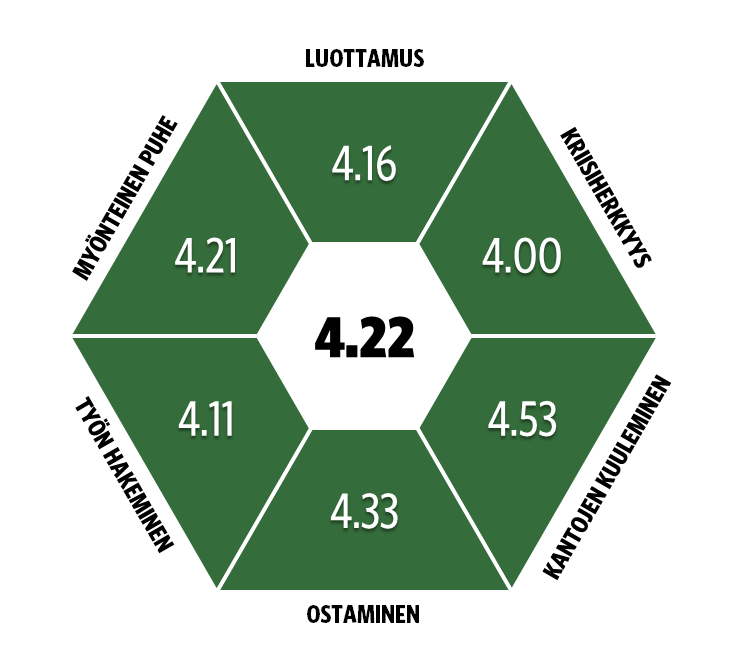 LUOTTAMUS
MYÖNTEINEN PUHE
KRIISIHERKKYYS
4.16
4.21
4.00
4.22
4.11
4.53
4.33
TYÖN HAKEMINEN
KANTOJEN KUULEMINEN
OSTAMINEN